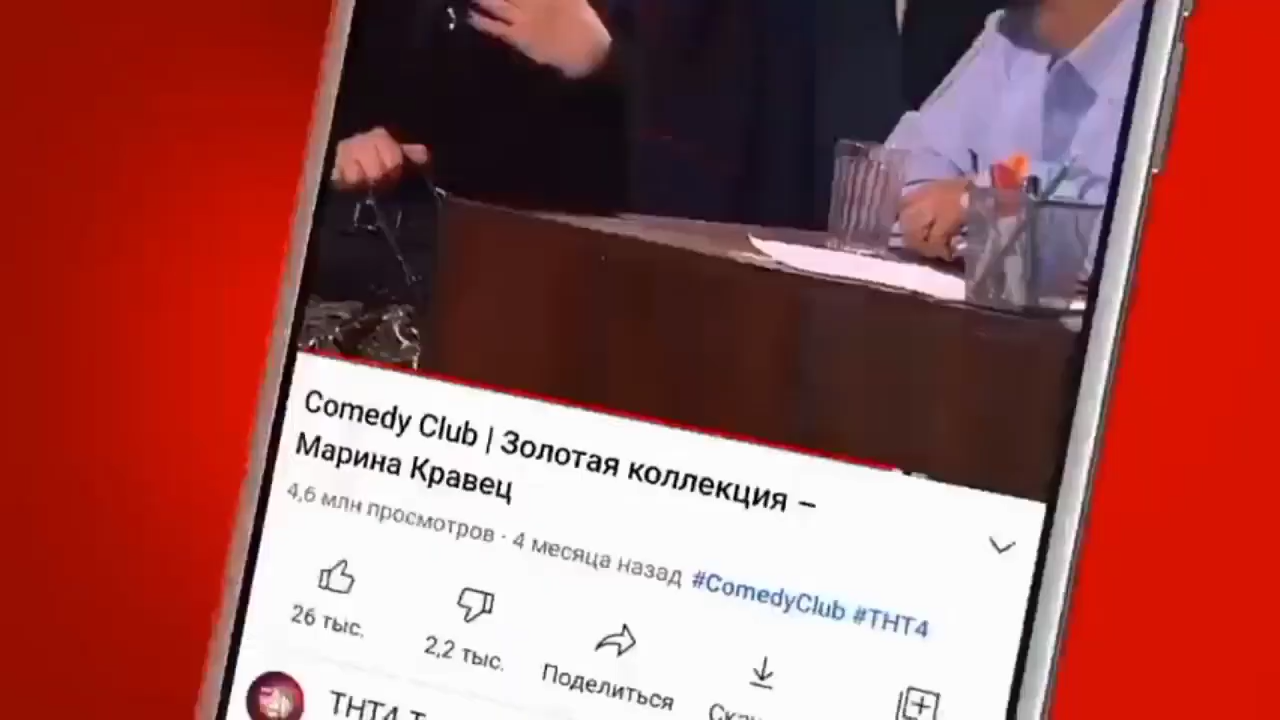 Comedy Club | Золотая коллекция –
Марина Кравец
4,6 млн просмотров · 4 месяца назад #ComedyClub #ТНТ4
26 тыс.
2,2 тыс.
Поделиться
ТНТ4